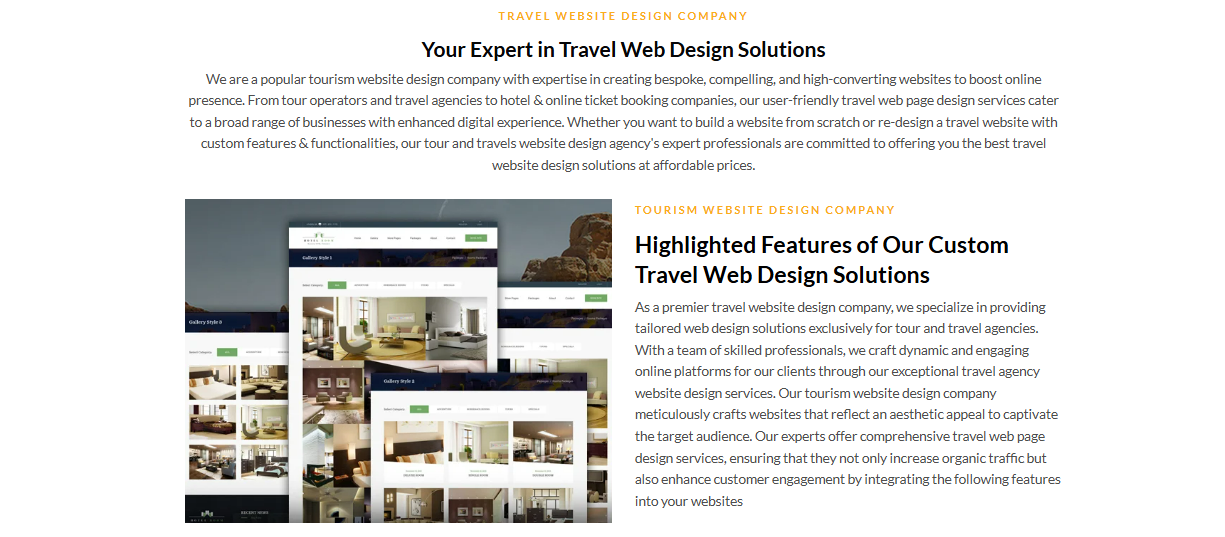 TRAVEL WEBSITE DESIGN COMPANY
Your Expert in Travel Web Design Solutions
We are a popular tourism website design company with expertise in creating bespoke, compelling, and high-converting websites to boost online
presence. From tour operators and travel agencies to hotel & online ticket booking companies, our user-friendly travel web page design services cater
to a broad range of businesses with enhanced digital experience. Whether you want to build a website from scratch or re-design a travel website with
custom features & functionalities, our tour and travels website design agency's expert professionals are committed to offering you the best travel
website design solutions at affordable prices.
Gallery Style 1
Gallery Style 2
RECENT NEWS
TOURISM WEBSITE DESIGN COMPANY
Highlighted Features of Our Custom
Travel Web Design Solutions
As a premier travel website design company, we specialize in providing
tailored web design solutions exclusively for tour and travel agencies.
With a team of skilled professionals, we craft dynamic and engaging
online platforms for our clients through our exceptional travel agency
website design services. Our tourism website design company
meticulously crafts websites that reflect an aesthetic appeal to captivate
the target audience. Our experts offer comprehensive travel web page
design services, ensuring that they not only increase organic traffic but
also enhance customer engagement by integrating the following features
into your websites